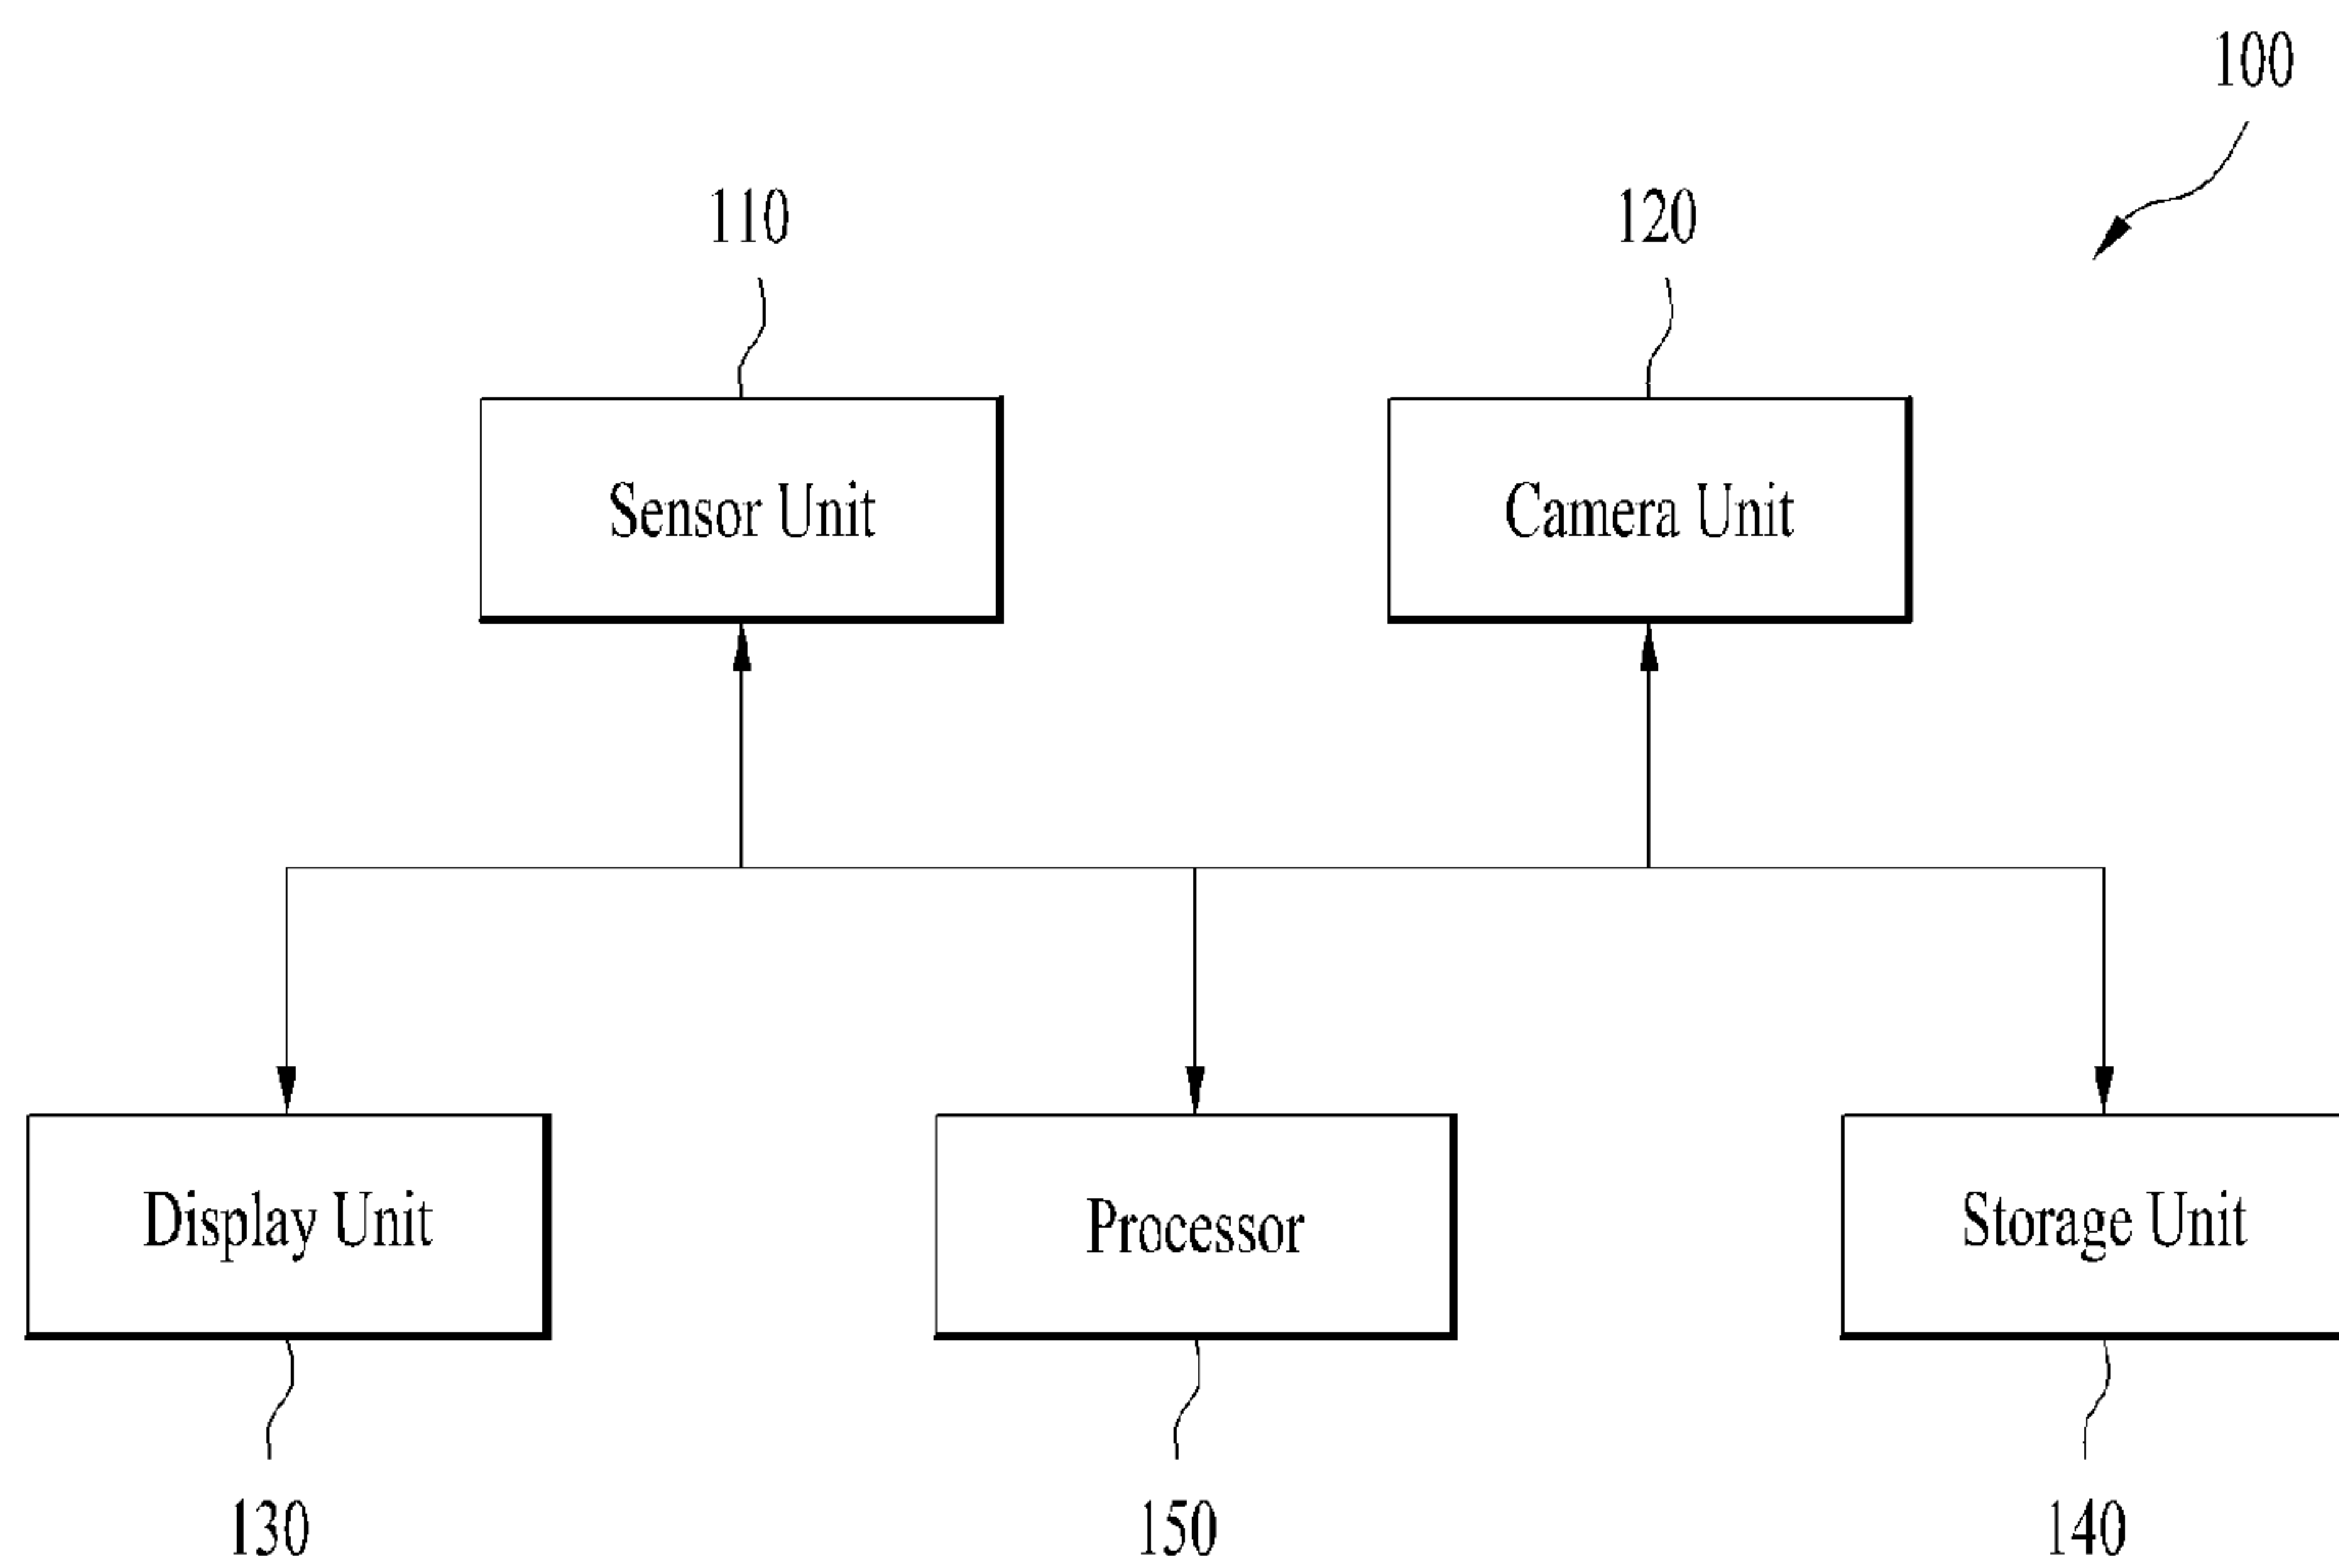 100
110
120
Sensor Unit
Camera Unit
Display Unit
Processor
Storage Unit
130
150
140